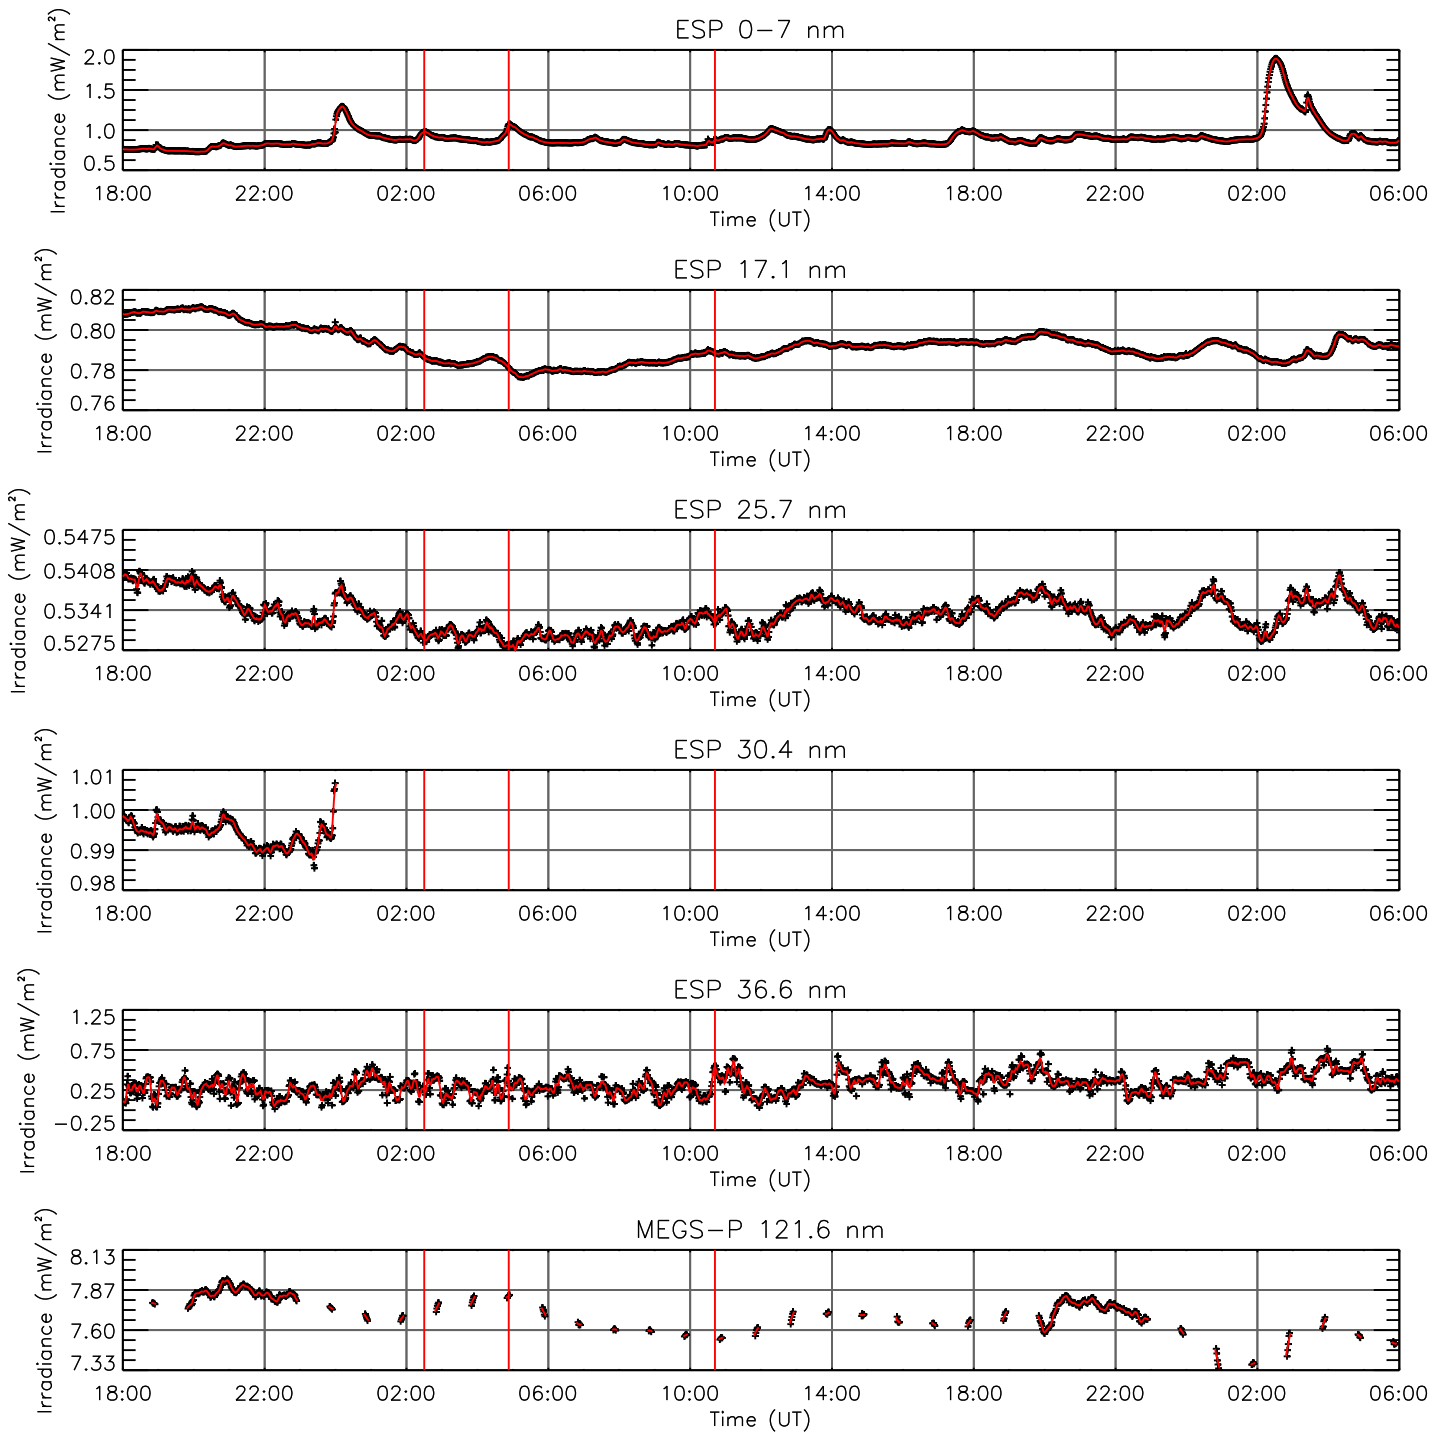 ESP 0−7 nm
Irradiance (mW/m²)
2.0
1.5
1.0
0.5
18:00 22:00 02:00 06:00 10:00 14:00 18:00 22:00 02:00 06:00
Time (UT)
ESP 17.1 nm
Irradiance (mW/m²)
0.82
0.80
0.78
0.76
18:00 22:00 02:00 06:00 10:00 14:00 18:00 22:00 02:00 06:00
Time (UT)
ESP 25.7 nm
Irradiance (mW/m²)
0.5475
0.5408
0.5341
0.5275
18:00 22:00 02:00 06:00 10:00 14:00 18:00 22:00 02:00 06:00
Time (UT)
ESP 30.4 nm
Irradiance (mW/m²)
1.01
1.00
0.99
0.98
18:00 22:00 02:00 06:00 10:00 14:00 18:00 22:00 02:00 06:00
Time (UT)
ESP 36.6 nm
Irradiance (mW/m²)
1.25
0.75
0.25
−0.25
18:00 22:00 02:00 06:00 10:00 14:00 18:00 22:00 02:00 06:00
Time (UT)
MEGS−P 121.6 nm
Irradiance (mW/m²)
8.13
7.87
7.60
7.33
18:00 22:00 02:00 06:00 10:00 14:00 18:00 22:00 02:00 06:00
Time (UT)